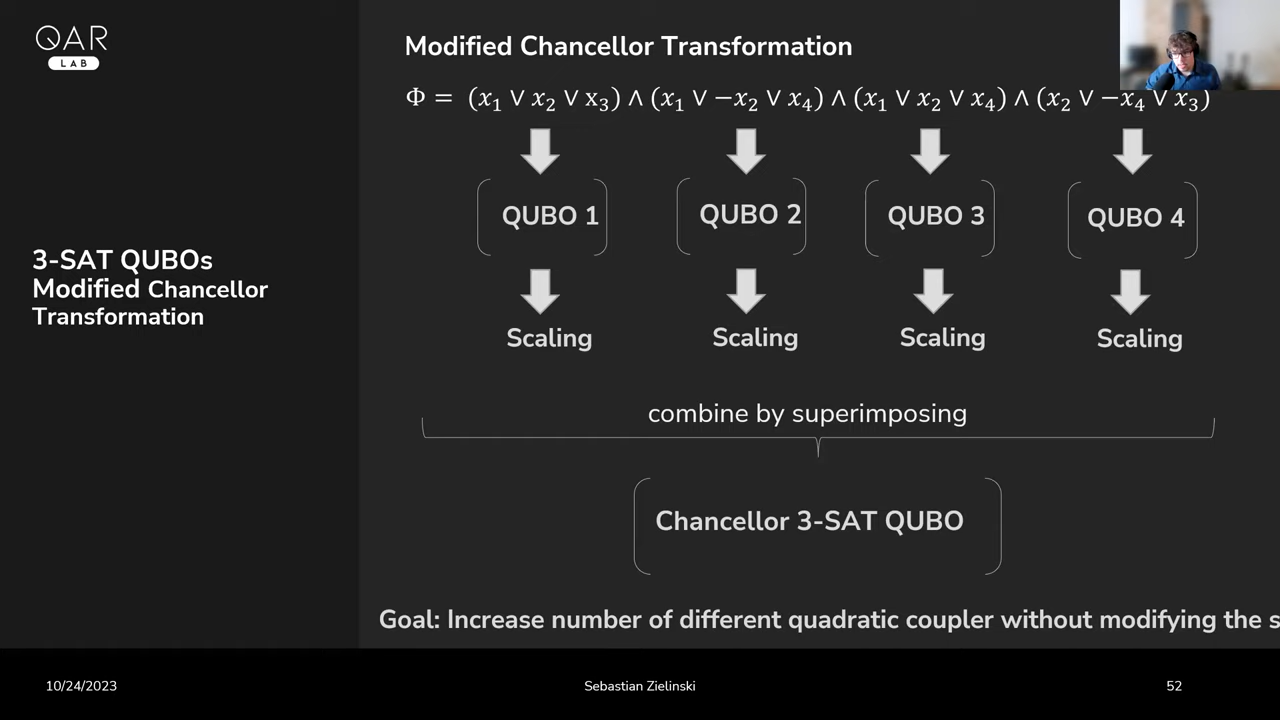 QAR
LAB
Modified Chancellor Transformation
Φ = (x₁ ∨ x₂ ∨ x₃) ∧ (x₁ ∨ −x₂ ∨ x₄) ∧ (x₁ ∨ x₂ ∨ x₄) ∧ (x₂ ∨ −x₄ ∨ x₃)
QUBO 1 QUBO 2 QUBO 3 QUBO 4
3-SAT QUBOs
Modified Chancellor
Transformation
Scaling Scaling Scaling Scaling
combine by superimposing
Chancellor 3-SAT QUBO
Goal: Increase number of different quadratic coupler without modifying the s
10/24/2023 Sebastian Zielinski 52